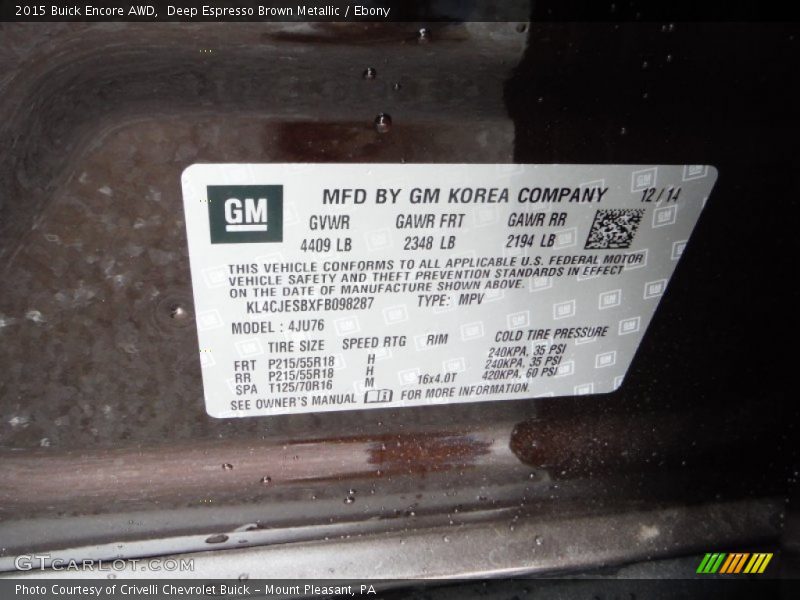 2015 Buick Encore AWD,  Deep Espresso Brown Metallic / Ebony
GM
MFD BY GM KOREA COMPANY 12/14
GVWR GAWR FRT GAWR RR
4409 LB 2348 LB 2194 LB
THIS VEHICLE CONFORMS TO ALL APPLICABLE U.S. FEDERAL MOTOR
VEHICLE SAFETY AND THEFT PREVENTION STANDARDS IN EFFECT
ON THE DATE OF MANUFACTURE SHOWN ABOVE.
KL4CJESBXFB098287 TYPE: MPV
MODEL : 4JU76
TIRE SIZE SPEED RTG RIM COLD TIRE PRESSURE
FRT P215/55R18 H 240KPA, 35 PSI
RR P215/55R18 H 240KPA, 35 PSI
SPA T125/70R16 M 16x4.0T 420KPA, 60 PSI
SEE OWNER'S MANUAL FOR MORE INFORMATION.
GTCARLOT.COM
Photo Courtesy of Crivelli Chevrolet Buick - Mount Pleasant, PA